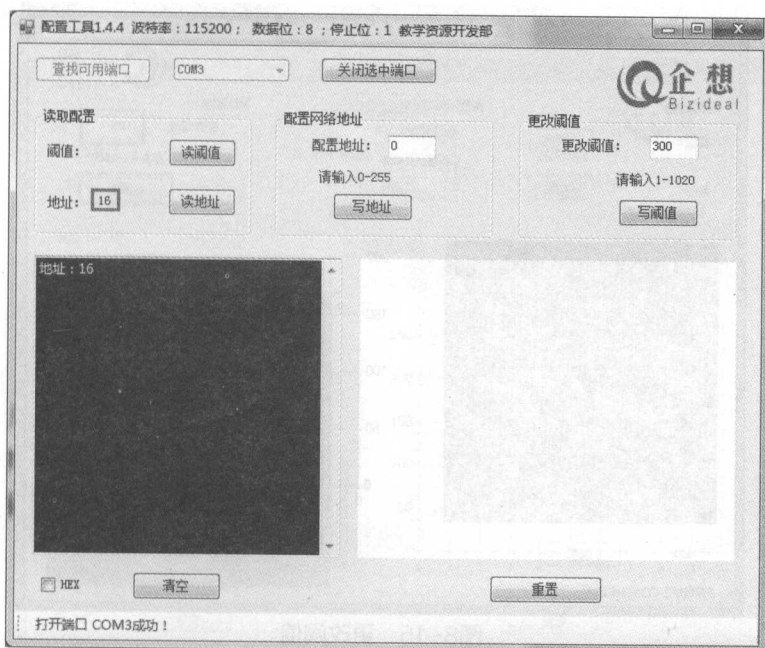 配置工具1.4.4 波特率：115200； 数据位：8 ；停止位：1 教学资源开发部
查找可用端口 COM3 关闭选中端口
企想
Bizideal
读取配置 配置网络地址 更改阈值
阈值： 读阈值 配置地址： 0 更改阈值： 300
请输入0-255 请输入1-1020
地址： 16 读地址 写地址 写阈值
地址：16
HEX 清空 重置
打开端口 COM3成功！